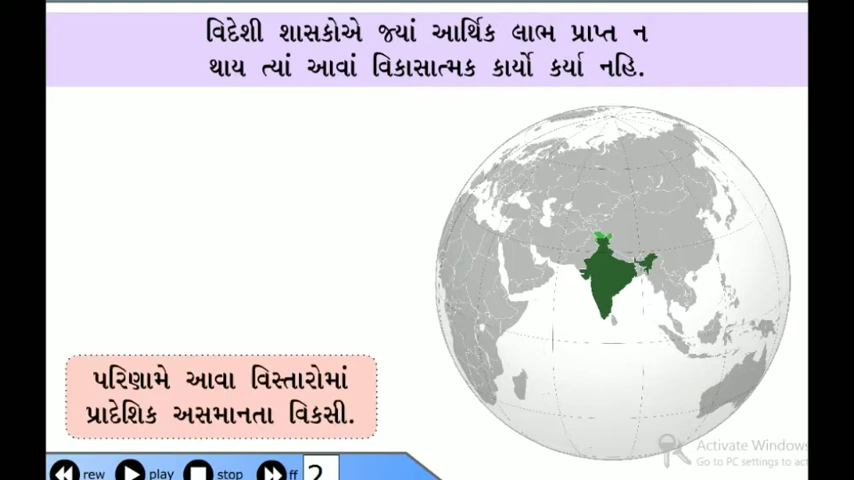 વિદેશી શાસકોએ જ્યાં આર્થિક લાભ પ્રાપ્ત ન
થાય ત્યાં આવાં વિકાસાત્મક કાર્યો કર્યા નહિ.
પરિણામે આવા વિસ્તારોમાં
પ્રાદેશિક અસમાનતા વિકસી.
Activate Windows
Go to PC settings to act
rew play stop ff 2